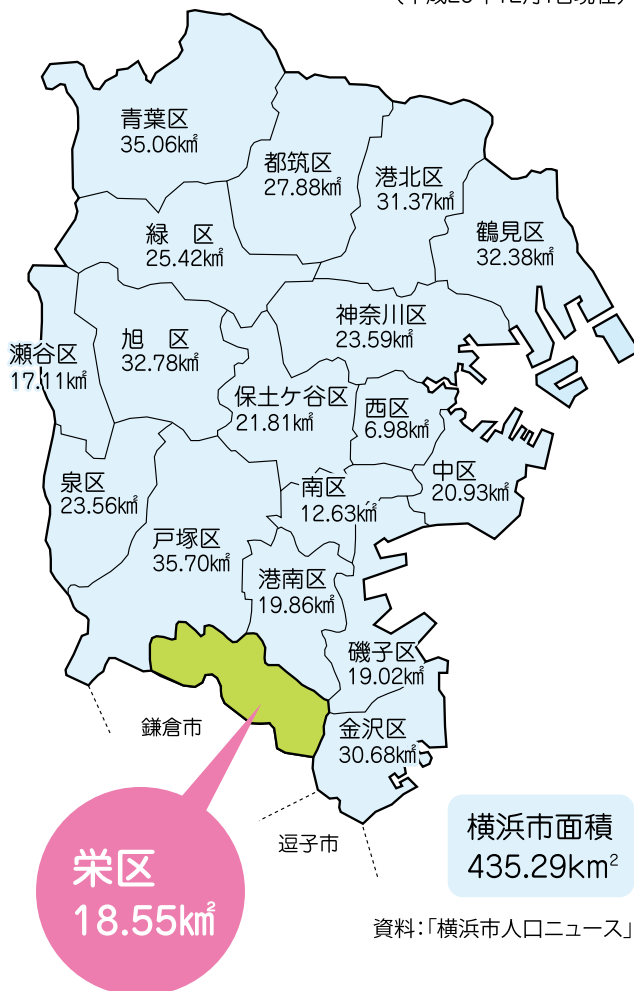 青葉区
35.06km²
都筑区
27.88km²
港北区
31.37km²
鶴見区
32.38km²
緑 区
25.42km²
神奈川区
23.59km²
旭 区
32.78km²
瀬谷区
17.11km²
保土ケ谷区
21.81km²
西区
6.98km²
中区
20.93km²
泉区
23.56km²
南区
12.63km²
戸塚区
35.70km²
港南区
19.86km²
磯子区
19.02km²
金沢区
30.68km²
鎌倉市
逗子市
栄区
18.55km²
横浜市面積
435.29km²
資料:「横浜市人口ニュース」